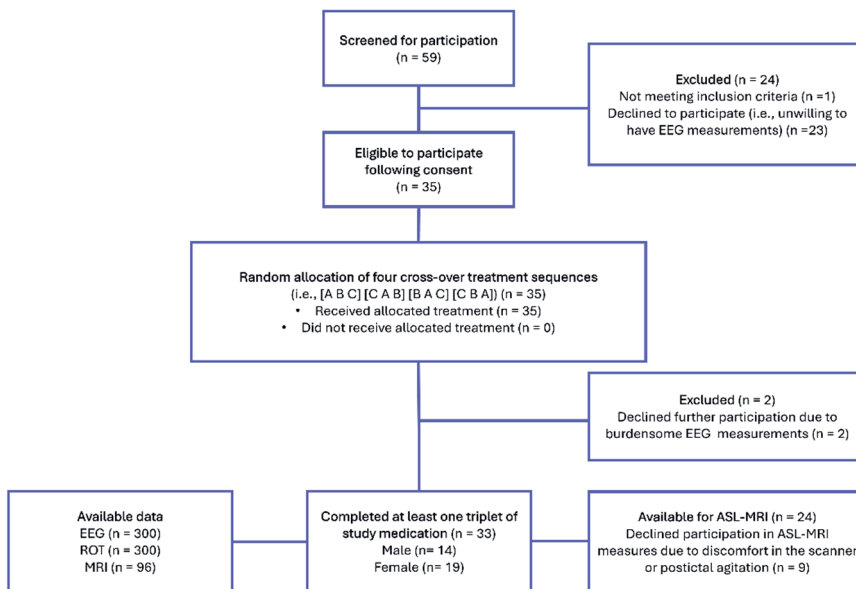 Screened for participation
(n = 59)
Excluded (n = 24)
Not meeting inclusion criteria (n =1)
Declined to participate (i.e., unwilling to
have EEG measurements) (n =23)
Eligible to participate
following consent
(n = 35)
Random allocation of four cross-over treatment sequences
(i.e., [A B C] [C A B] [B A C] [C B A]) (n = 35)
• Received allocated treatment (n = 35)
• Did not receive allocated treatment (n = 0)
Excluded (n = 2)
Declined further participation due to
burdensome EEG measurements (n = 2)
Available data
EEG (n = 300)
ROT (n = 300)
MRI (n = 96)
Completed at least one triplet of
study medication (n = 33)
Male (n= 14)
Female (n= 19)
Available for ASL-MRI (n = 24)
Declined participation in ASL-MRI
measures due to discomfort in the scanner
or postictal agitation (n = 9)